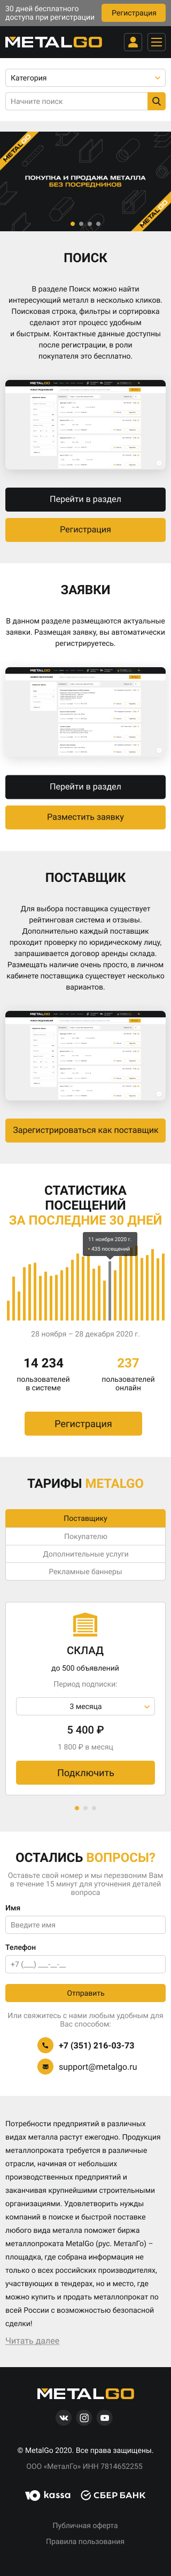 30 дней бесплатного
доступа при регистрации
Регистрация
METALGO
Категория
Начните поиск
METALGO
ПОКУПКА И ПРОДАЖА МЕТАЛЛА
БЕЗ ПОСРЕДНИКОВ
METALGO
ПОИСК
В разделе Поиск можно найти
интересующий металл в несколько кликов.
Поисковая строка, фильтры и сортировка
сделают этот процесс удобным
и быстрым. Контактные данные доступны
после регистрации, в роли
покупателя это бесплатно.
METALGO
Перейти в раздел
Регистрация
ЗАЯВКИ
В данном разделе размещаются актуальные
заявки. Размещая заявку, вы автоматически
регистрируетесь.
METALGO
Перейти в раздел
Разместить заявку
ПОСТАВЩИК
Для выбора поставщика существует
рейтинговая система и отзывы.
Дополнительно каждый поставщик
проходит проверку по юридическому лицу,
запрашивается договор аренды склада.
Размещать наличие очень просто, в личном
кабинете поставщика существует несколько
вариантов.
METALGO
Зарегистрироваться как поставщик
СТАТИСТИКА
ПОСЕЩЕНИЙ
ЗА ПОСЛЕДНИЕ 30 ДНЕЙ
11 ноября 2020 г.
• 435 посещений
28 ноября – 28 декабря 2020 г.
14 234
пользователей
в системе
237
пользователей
онлайн
Регистрация
ТАРИФЫ METALGO
Поставщику
Покупателю
Дополнительные услуги
Рекламные баннеры
СКЛАД
до 500 объявлений
Период подписки:
3 месяца
5 400 ₽
1 800 ₽ в месяц
Подключить
ОСТАЛИСЬ ВОПРОСЫ?
Оставьте свой номер и мы перезвоним Вам
в течение 15 минут для уточнения деталей
вопроса
Имя
Введите имя
Телефон
+7 (___) ___-__-__
Отправить
Или свяжитесь с нами любым удобным для
Вас способом:
+7 (351) 216-03-73
support@metalgo.ru
Потребности предприятий в различных
видах металла растут ежегодно. Продукция
металлопроката требуется в различные
отрасли, начиная от небольших
производственных предприятий и
заканчивая крупнейшими строительными
организациями. Удовлетворить нужды
компаний в поиске и быстрой поставке
любого вида металла поможет биржа
металлопроката MetalGo (рус. МеталГо) –
площадка, где собрана информация не
только о всех российских производителях,
участвующих в тендерах, но и место, где
можно купить и продать металлопрокат по
всей России с возможностью безопасной
сделки!
Читать далее
METALGO
© MetalGo 2020. Все права защищены.
ООО «МеталГо» ИНН 7814652255
kassa СБЕР БАНК
Публичная оферта
Правила пользования